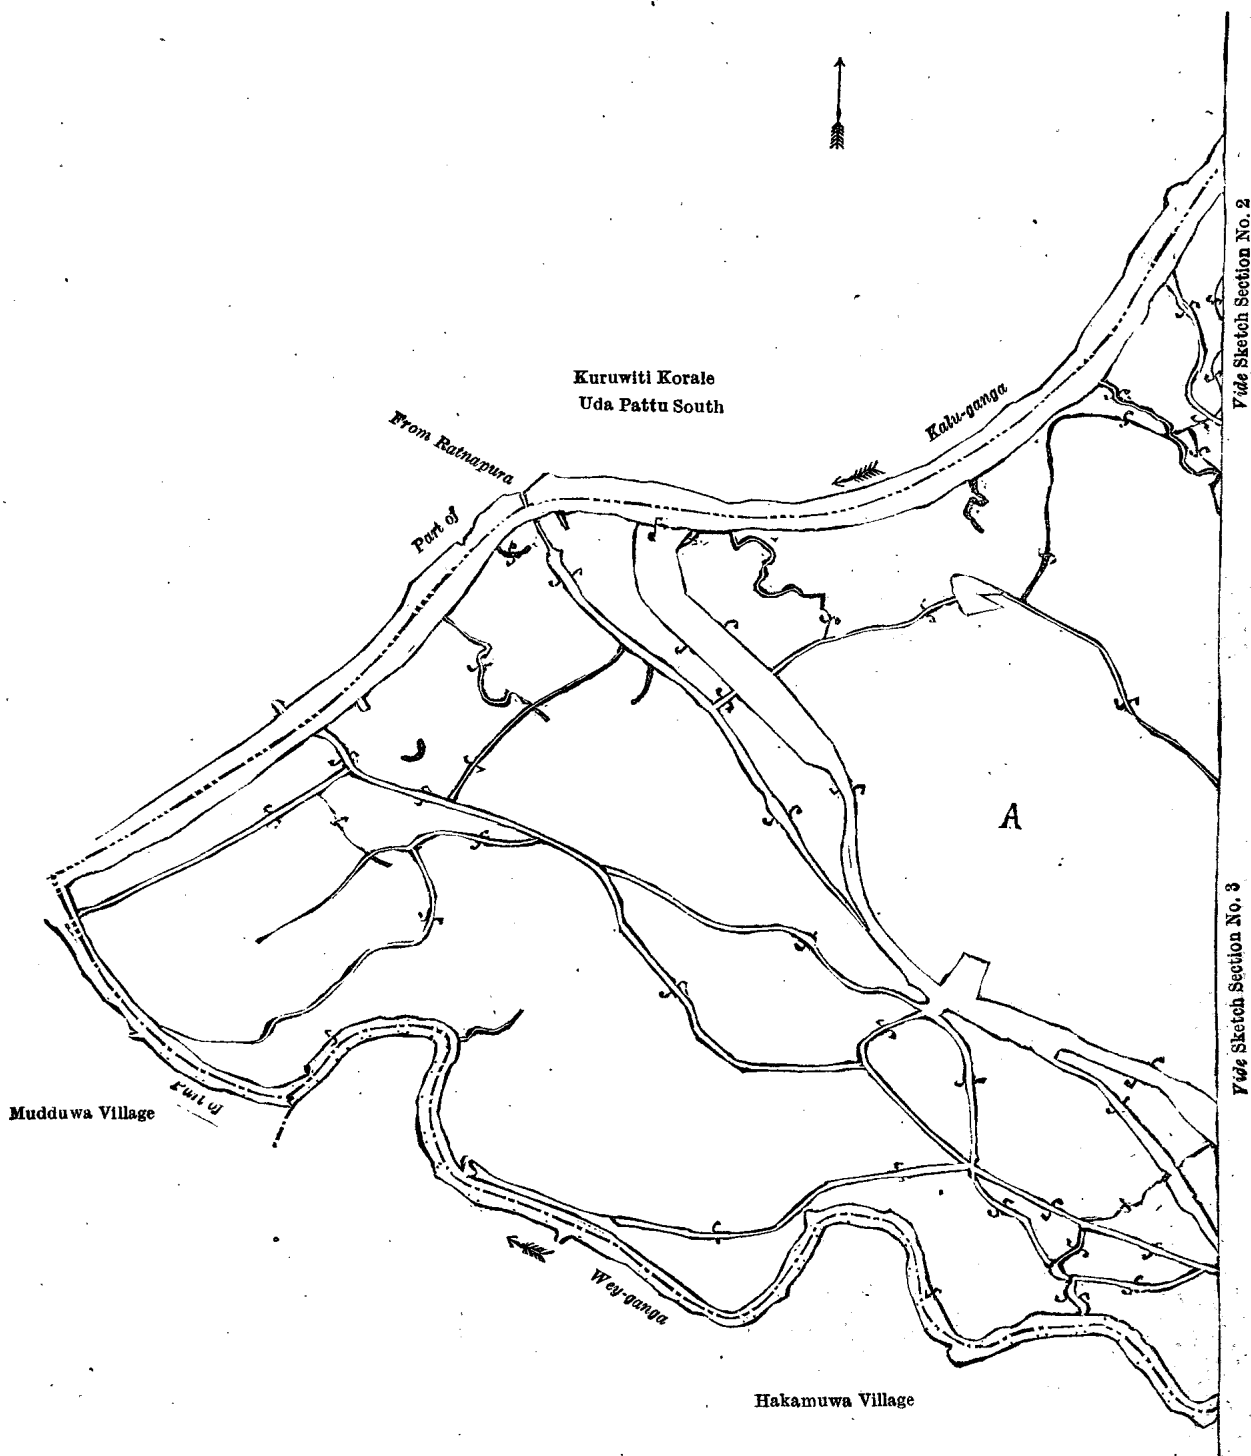 Vide Sketch Section No. 2
Kuruwiti Korale
Uda Pattu South
From Ratnapura
Kalu-ganga
Part of
A
Vide Sketch Section No. 3
Part of
Mudduwa Village
Wey-ganga
Hakamuwa Village